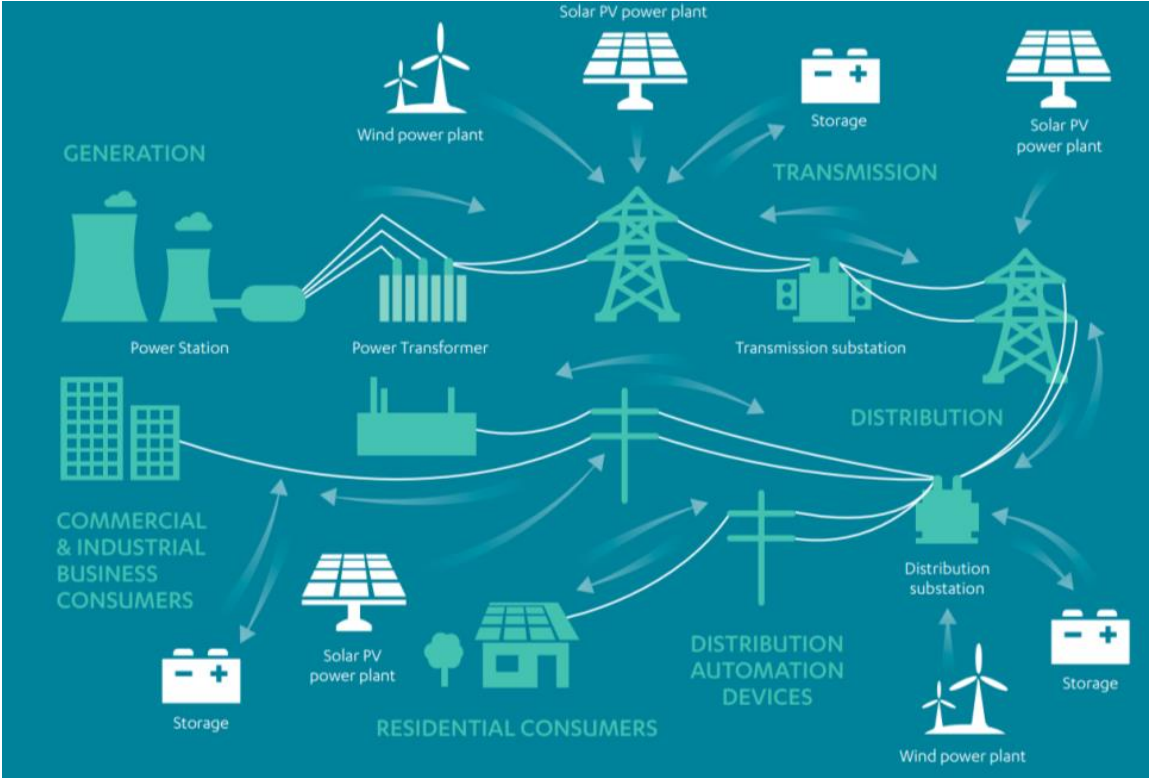 Solar PV power plant
Wind power plant
Storage
Solar PV
power plant
GENERATION
TRANSMISSION
Power Station
Power Transformer
Transmission substation
DISTRIBUTION
COMMERCIAL
& INDUSTRIAL
BUSINESS
CONSUMERS
Distribution
substation
Solar PV
power plant
Storage
RESIDENTIAL CONSUMERS
DISTRIBUTION
AUTOMATION
DEVICES
Storage
Wind power plant